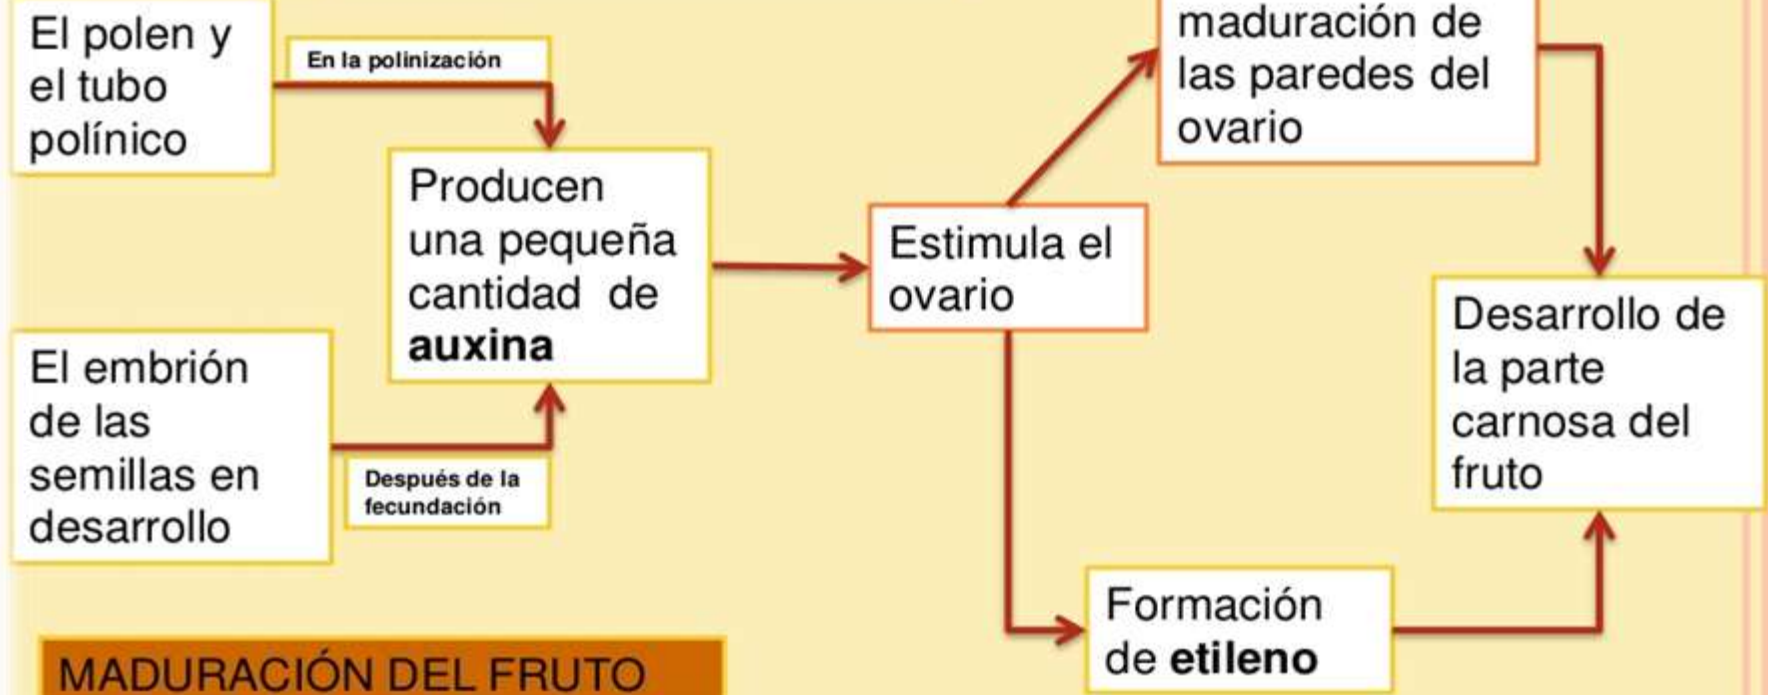 El polen y
el tubo
polínico
En la polinización
Producen
una pequeña
cantidad de
auxina
El embrión
de las
semillas en
desarrollo
Después de la
fecundación
Estimula el
ovario
maduración de
las paredes del
ovario
Desarrollo de
la parte
carnosa del
fruto
Formación
de etileno
MADURACIÓN DEL FRUTO